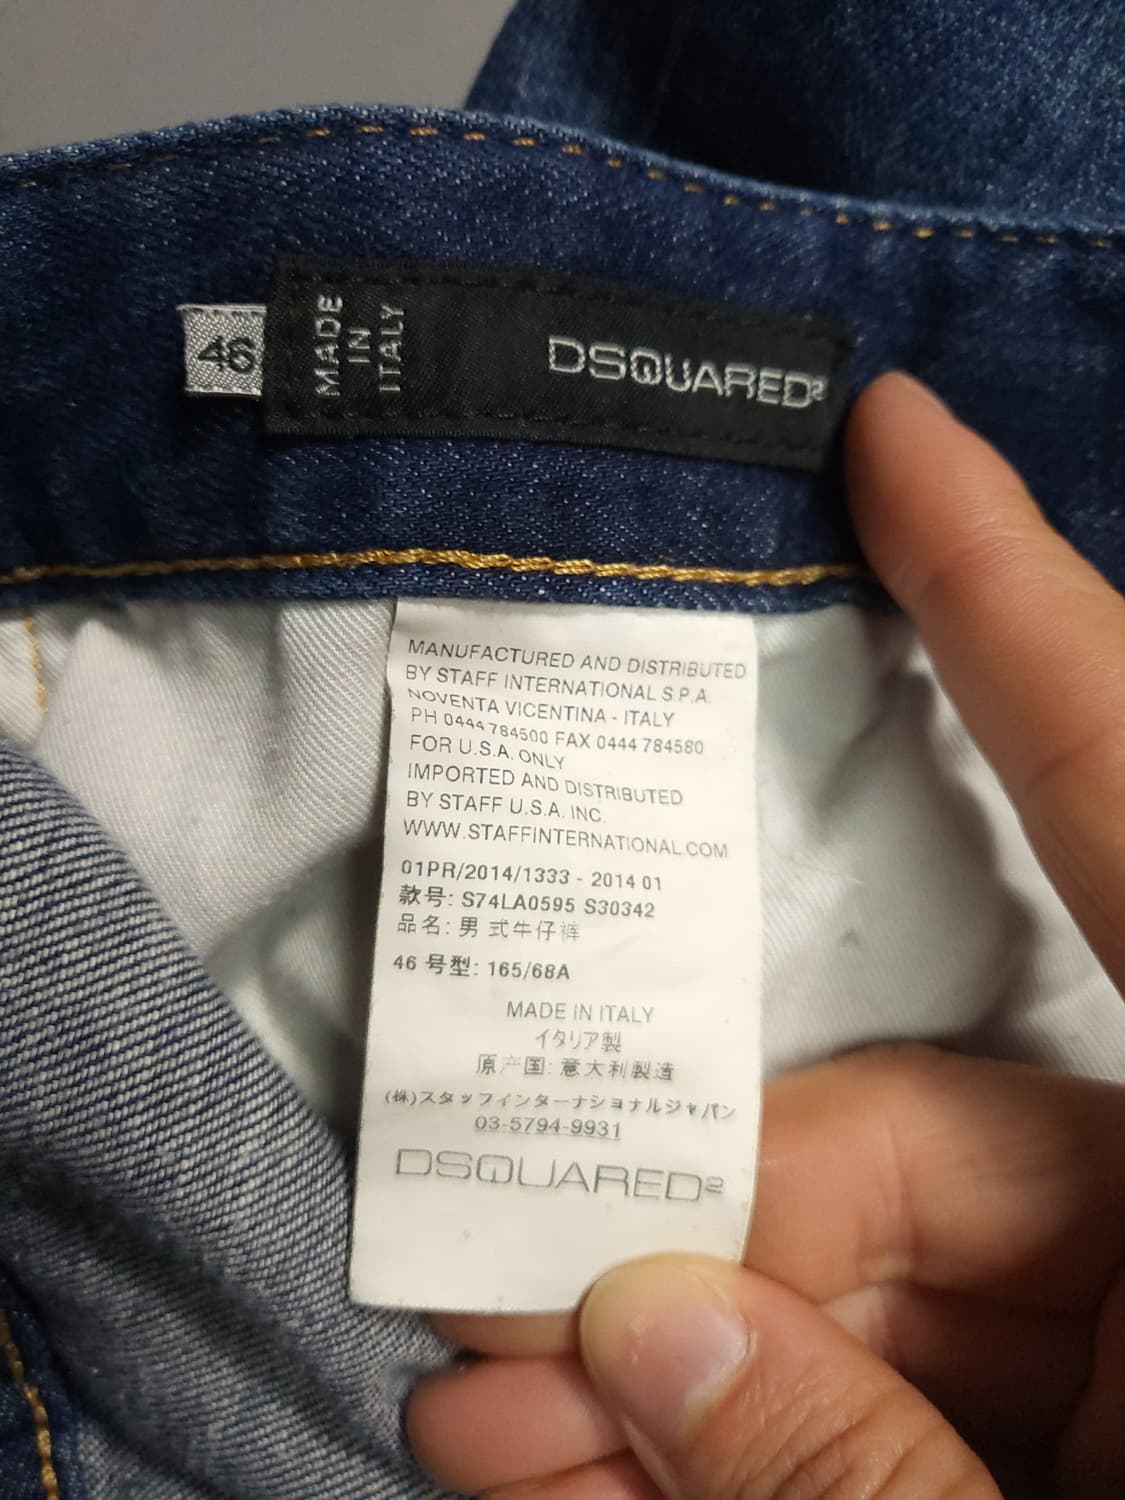 46
MADE
IN
ITALY
DSQUARED2
MANUFACTURED AND DISTRIBUTED
BY STAFF INTERNATIONAL S.P.A.
NOVENTA VICENTINA - ITALY
PH 0444 784500 FAX 0444 784580
FOR U.S.A. ONLY
IMPORTED AND DISTRIBUTED
BY STAFF U.S.A. INC.
WWW.STAFFINTERNATIONAL.COM
01PR/2014/1333 - 2014 01
款号: S74LA0595 S30342
品名: 男 式牛仔裤
46 号型: 165/68A
MADE IN ITALY
イタリア製
原产国: 意大利製造
(株)スタッフインターナショナルジャパン
03-5794-9931
DSQUARED2